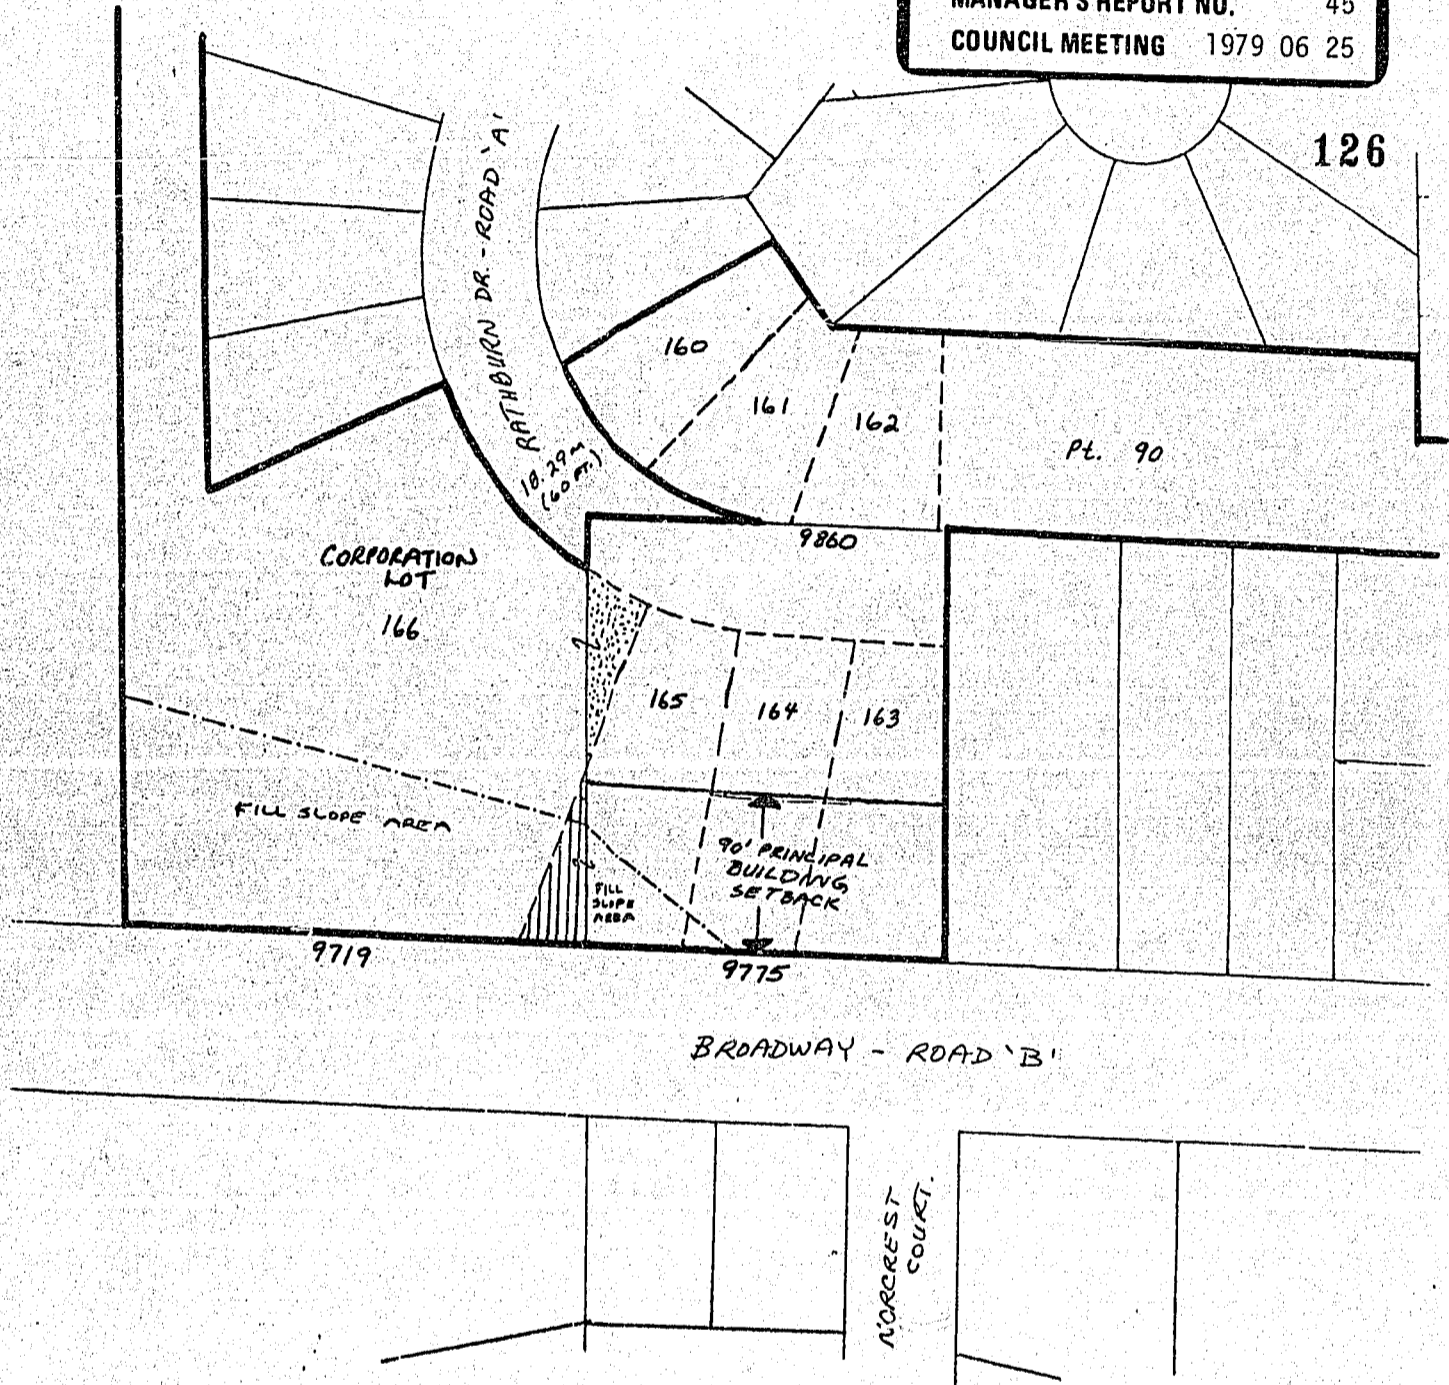 MANAGER'S REPORT NO. 45
COUNCIL MEETING 1979 06 25
126
RATHBURN DR. - ROAD 'A'
18.29m
(60 FT.)
160
161
162
Pt. 90
9860
CORPORATION
LOT
166
165
164
163
FILL SLOPE AREA
90' PRINCIPAL
BUILDING
SETBACK
FILL
SLOPE
AREA
9719
9775
BROADWAY - ROAD 'B'
NORCREST
COURT.